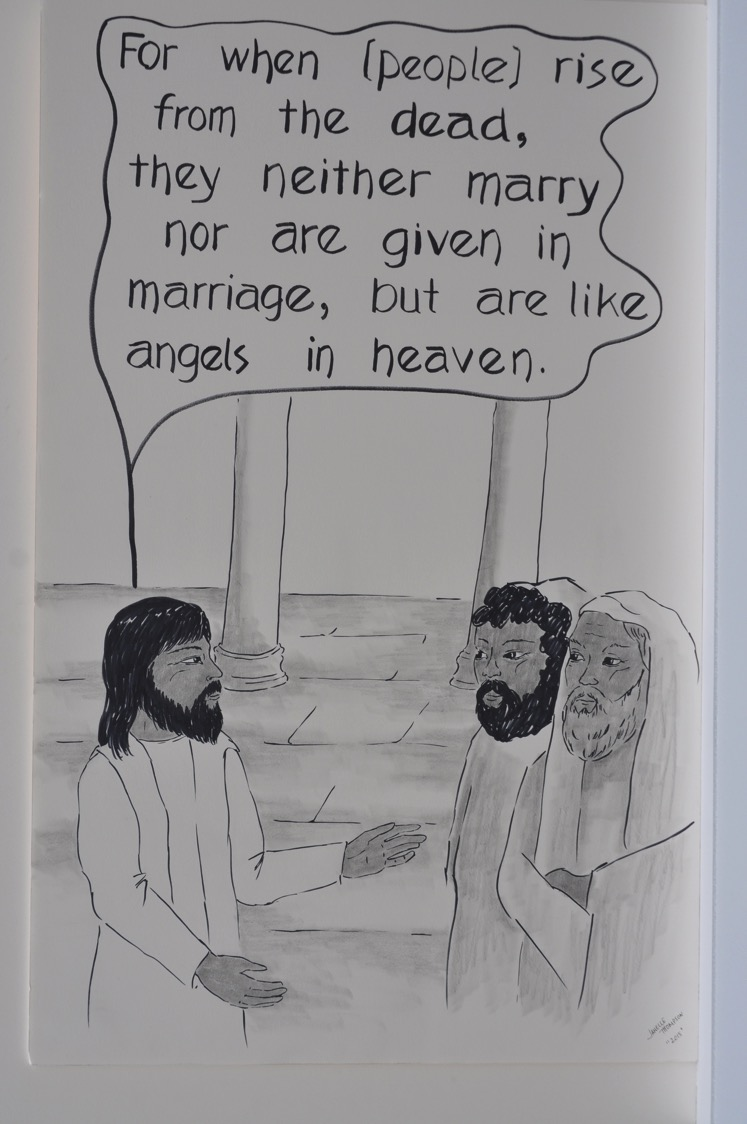 For when [people] rise
from the dead,
they neither marry
nor are given in
marriage, but are like
angels in heaven.